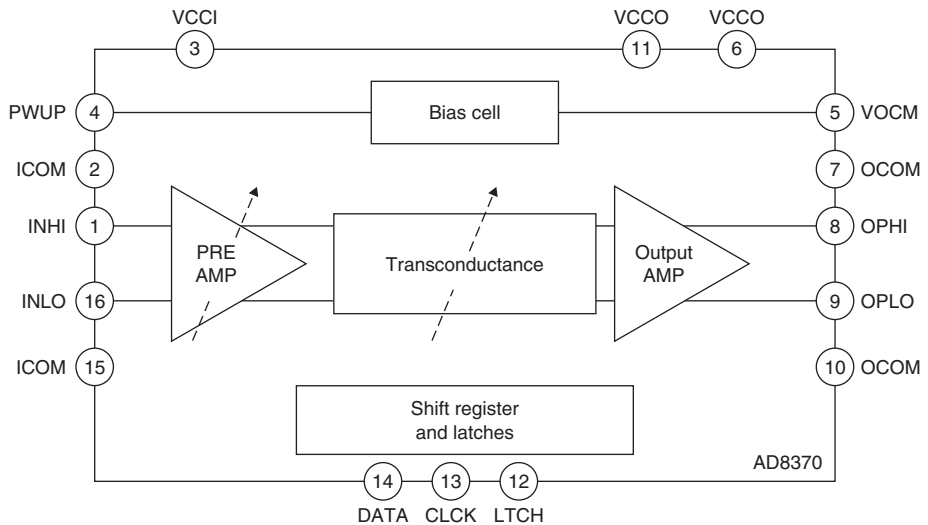 VCCI
VCCO
VCCO
3
11
6
PWUP
4
Bias cell
5
VOCM
ICOM
2
7
OCOM
INHI
1
PRE
AMP
Transconductance
Output
AMP
8
OPHI
INLO
16
9
OPLO
ICOM
15
10
OCOM
Shift register
and latches
AD8370
14
13
12
DATA
CLCK
LTCH